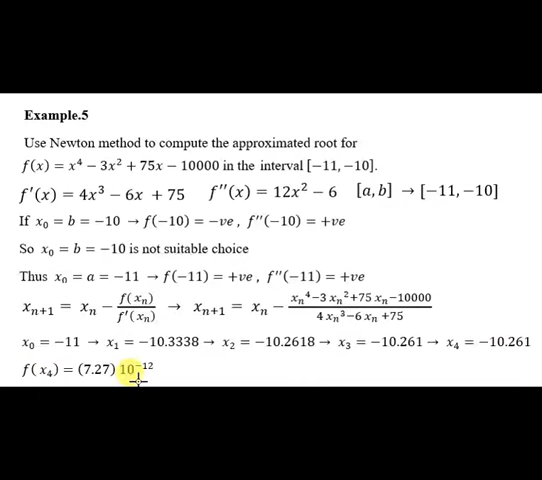 Example.5
Use Newton method to compute the approximated root for
f(x) = x⁴ − 3x² + 75x − 10000 in the interval [−11, −10].
f′(x) = 4x³ − 6x + 75 f″(x) = 12x² − 6 [a, b] → [−11, −10]
If x₀ = b = −10 → f(−10) = −ve, f″(−10) = +ve
So x₀ = b = −10 is not suitable choice
Thus x₀ = a = −11 → f(−11) = +ve, f″(−11) = +ve
xₙ₊₁ = xₙ − f(xₙ)/f′(xₙ) → xₙ₊₁ = xₙ − (xₙ⁴−3 xₙ²+75 xₙ−10000)/(4 xₙ³−6 xₙ +75)
x₀ = −11 → x₁ = −10.3338 → x₂ = −10.2618 → x₃ = −10.261 → x₄ = −10.261
f(x₄) = (7.27) 10⁻¹²